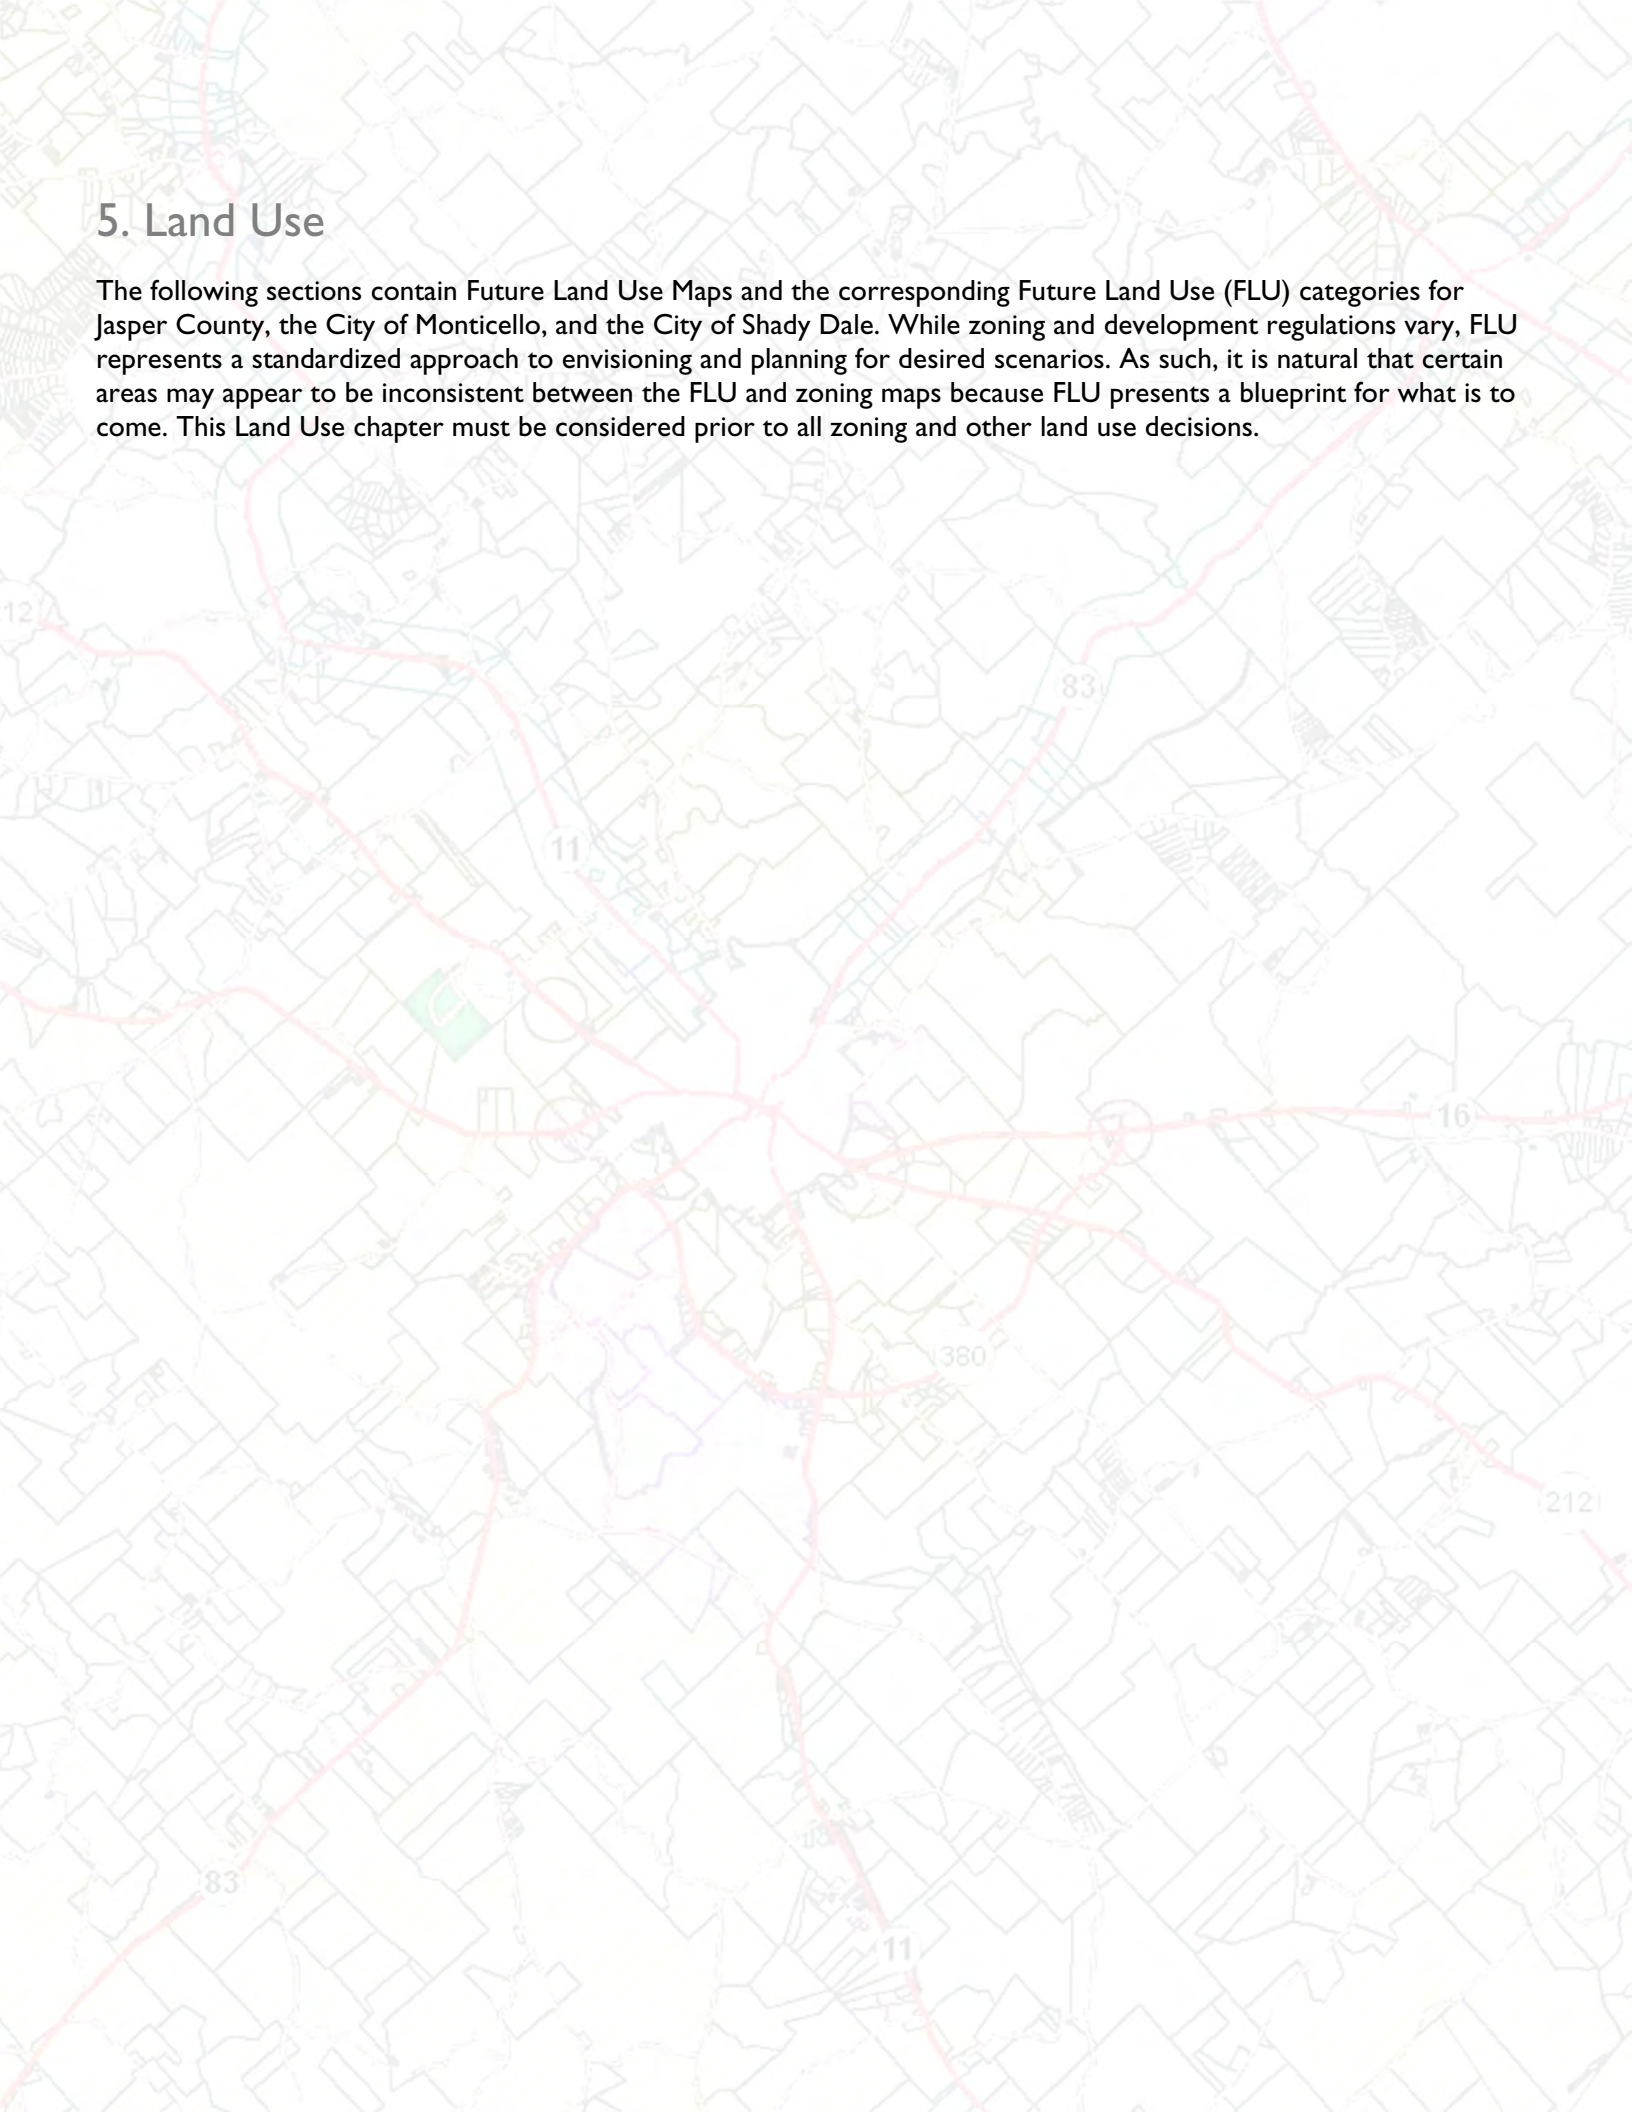 5. Land Use
The following sections contain Future Land Use Maps and the corresponding Future Land Use (FLU) categories for
Jasper County, the City of Monticello, and the City of Shady Dale. While zoning and development regulations vary, FLU
represents a standardized approach to envisioning and planning for desired scenarios. As such, it is natural that certain
areas may appear to be inconsistent between the FLU and zoning maps because FLU presents a blueprint for what is to
come. This Land Use chapter must be considered prior to all zoning and other land use decisions.
12
83
11
16
380
212
83
11